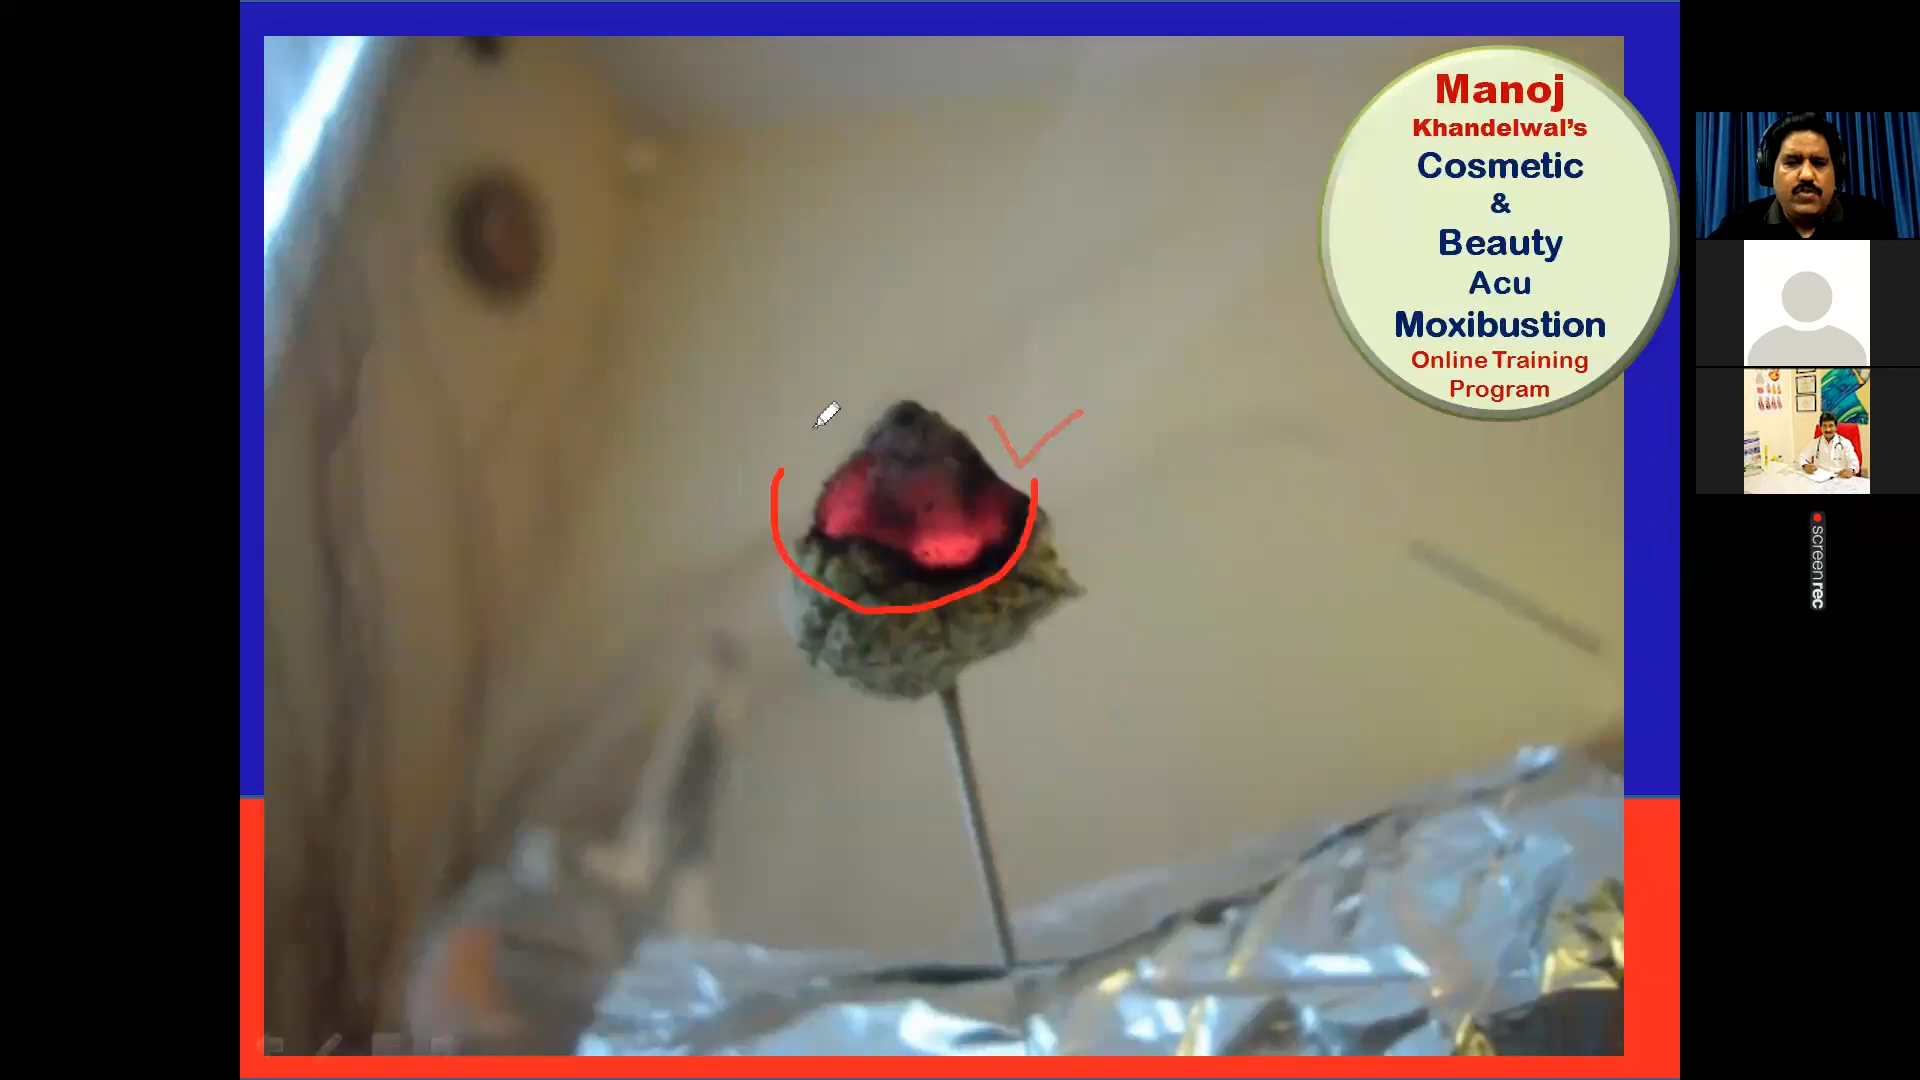 Manoj
Khandelwal’s
Cosmetic
&
Beauty
Acu
Moxibustion
Online Training
Program
screenrec